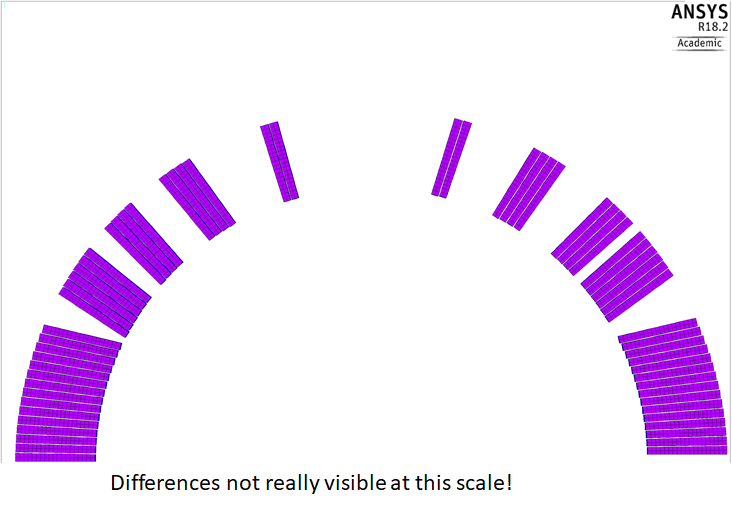 ANSYS
R18.2
Academic
Differences not really visible at this scale!